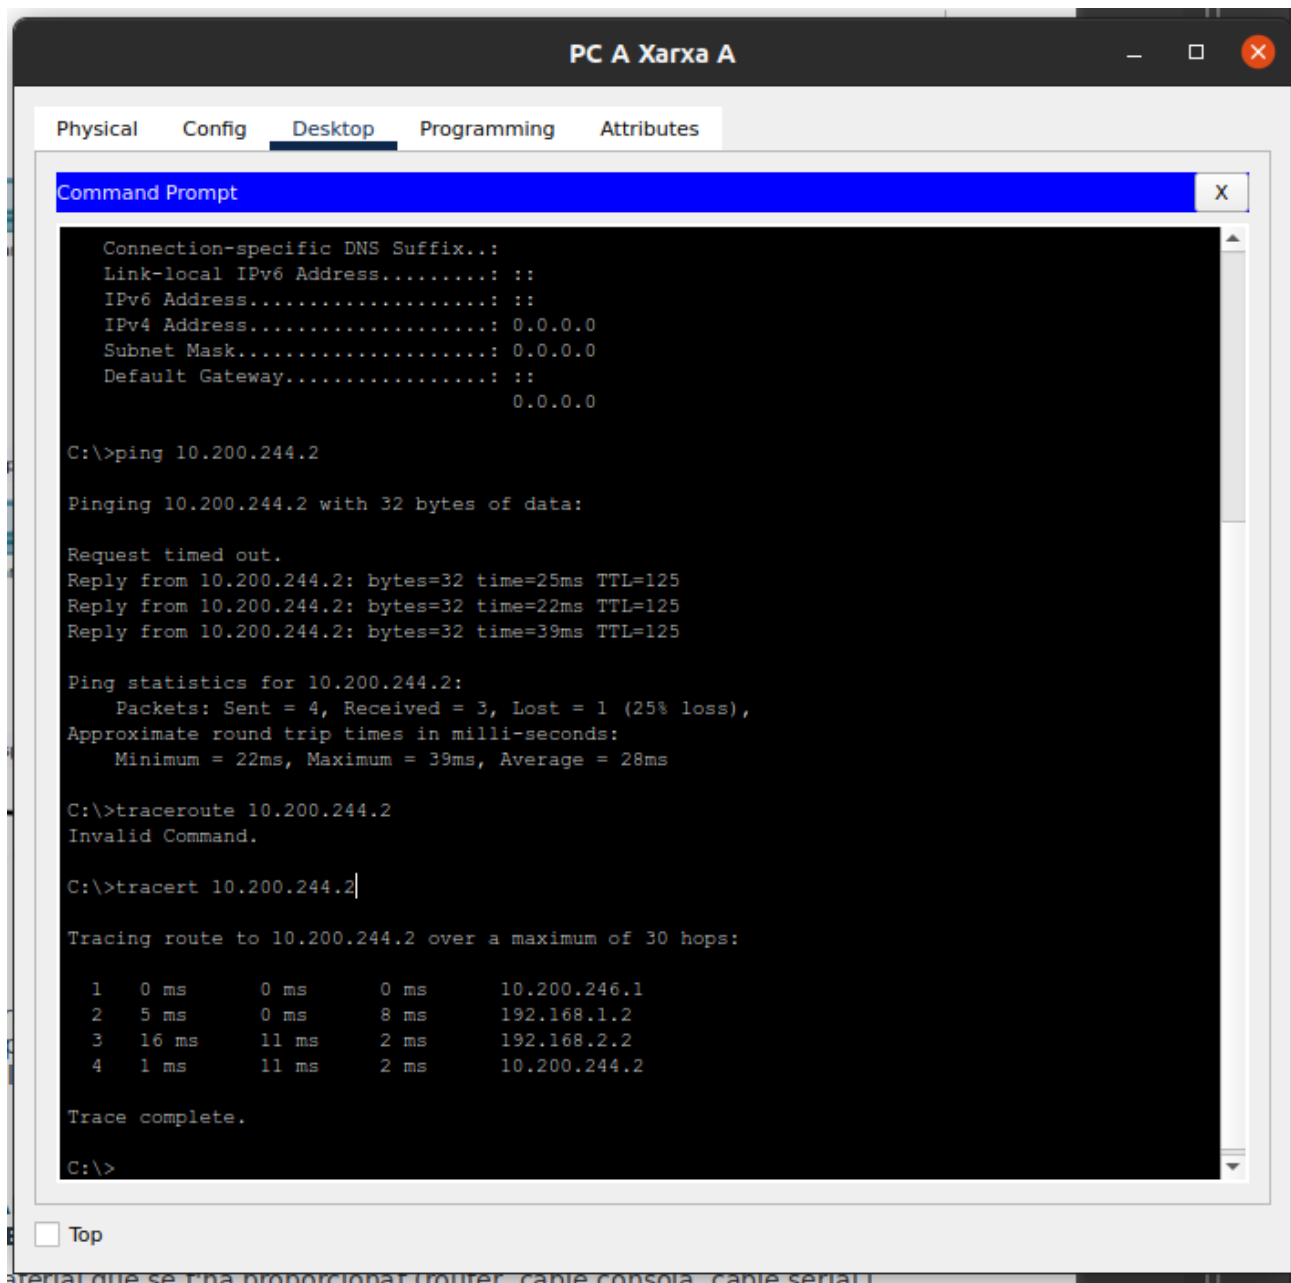 PC A Xarxa A
Physical Config Desktop Programming Attributes
Command Prompt X
Connection-specific DNS Suffix..:
Link-local IPv6 Address.........: ::
IPv6 Address....................: ::
IPv4 Address....................: 0.0.0.0
Subnet Mask.....................: 0.0.0.0
Default Gateway.................: ::
0.0.0.0
C:\>ping 10.200.244.2
Pinging 10.200.244.2 with 32 bytes of data:
Request timed out.
Reply from 10.200.244.2: bytes=32 time=25ms TTL=125
Reply from 10.200.244.2: bytes=32 time=22ms TTL=125
Reply from 10.200.244.2: bytes=32 time=39ms TTL=125
Ping statistics for 10.200.244.2:
Packets: Sent = 4, Received = 3, Lost = 1 (25% loss),
Approximate round trip times in milli-seconds:
Minimum = 22ms, Maximum = 39ms, Average = 28ms
C:\>traceroute 10.200.244.2
Invalid Command.
C:\>tracert 10.200.244.2
Tracing route to 10.200.244.2 over a maximum of 30 hops:
1 0 ms 0 ms 0 ms 10.200.246.1
2 5 ms 0 ms 8 ms 192.168.1.2
3 16 ms 11 ms 2 ms 192.168.2.2
4 1 ms 11 ms 2 ms 10.200.244.2
Trace complete.
C:\>
Top
que se t'ha proporcionat (router, cable consola, cable serial)